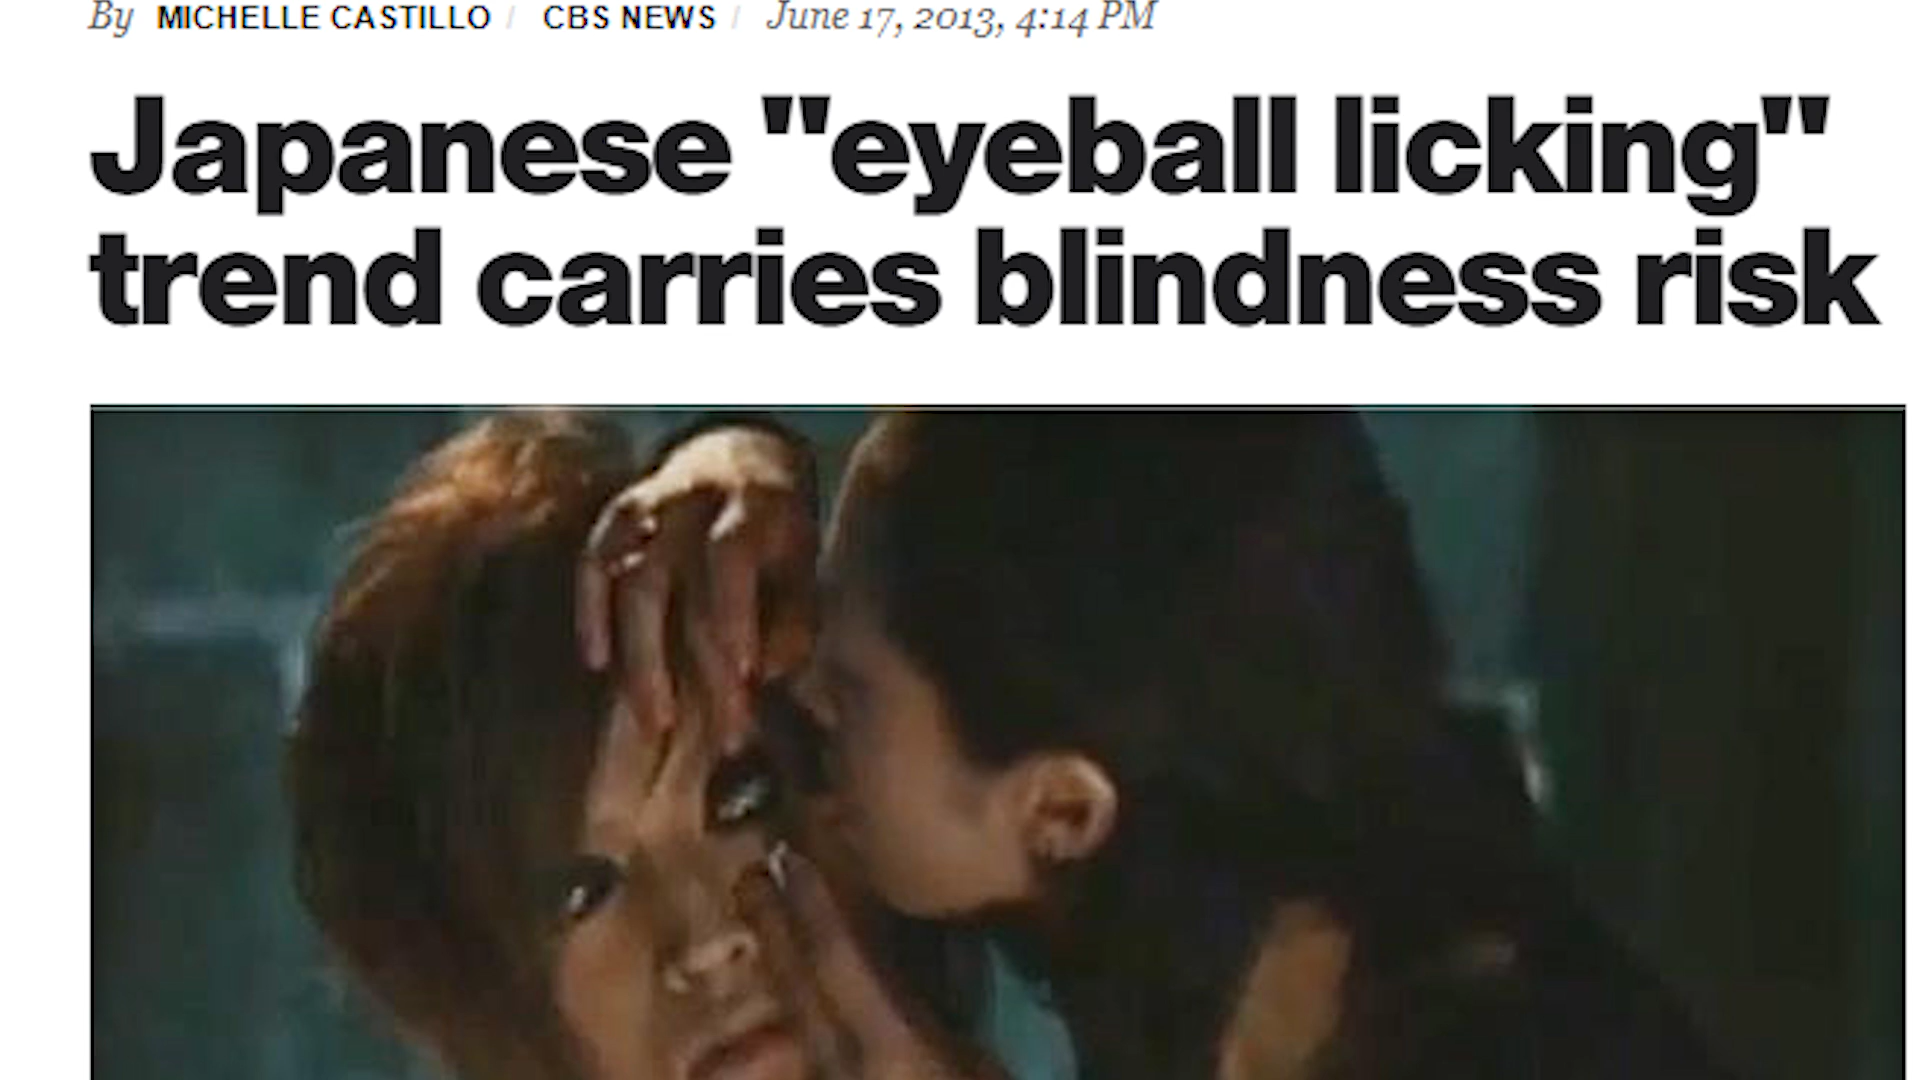 By MICHELLE CASTILLO / CBS NEWS / June 17, 2013, 4:14 PM
Japanese "eyeball licking"
trend carries blindness risk